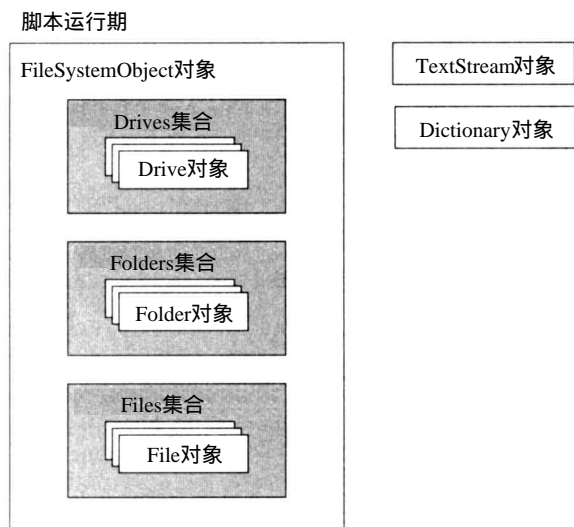 脚本运行期
FileSystemObject对象
Drives集合
Drive对象
Folders集合
Folder对象
Files集合
File对象
TextStream对象
Dictionary对象